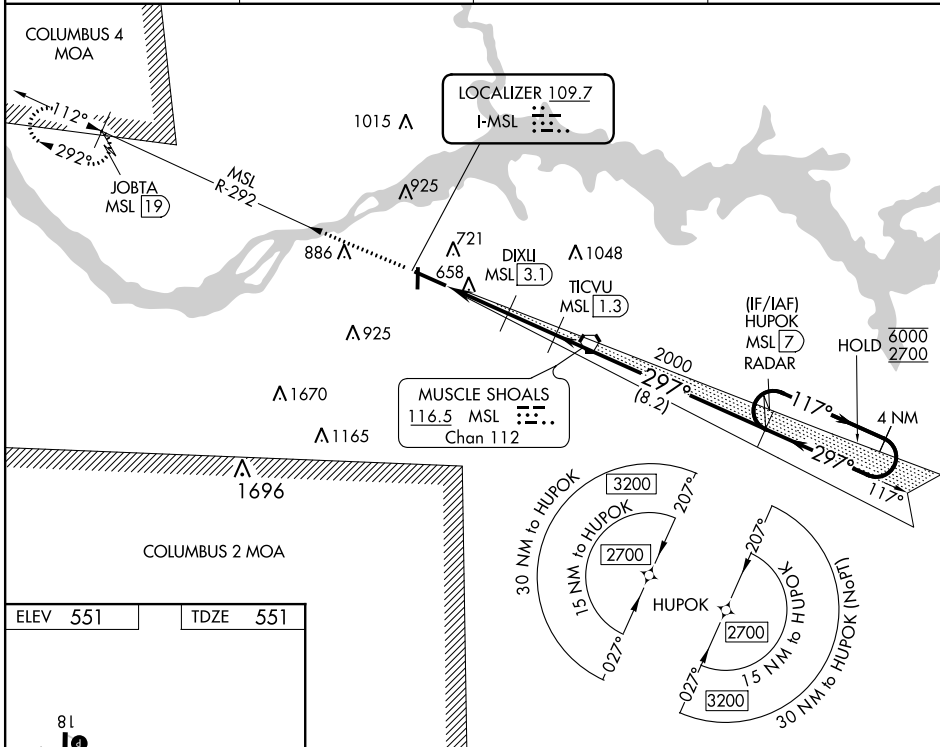 COLUMBUS 4
MOA
112°
292°
JOBTA
MSL 19
MSL
R-292
LOCALIZER 109.7
I-MSL
1015
925
886
721
658
1048
DIXLI
MSL 3.1
TICVU
MSL 1.3
925
(IF/IAF)
HUPOK
MSL 7
RADAR
HOLD
6000
2700
2000
297°
(8.2)
117°
4 NM
297°
117°
MUSCLE SHOALS
116.5 MSL
Chan 112
1670
1165
1696
COLUMBUS 2 MOA
30 NM to HUPOK
3200
207°
15 NM to HUPOK
2700
027°
HUPOK
207°
2700
15 NM to HUPOK
027°
3200
30 NM to HUPOK (NoPT)
ELEV 551
TDZE 551
18
P